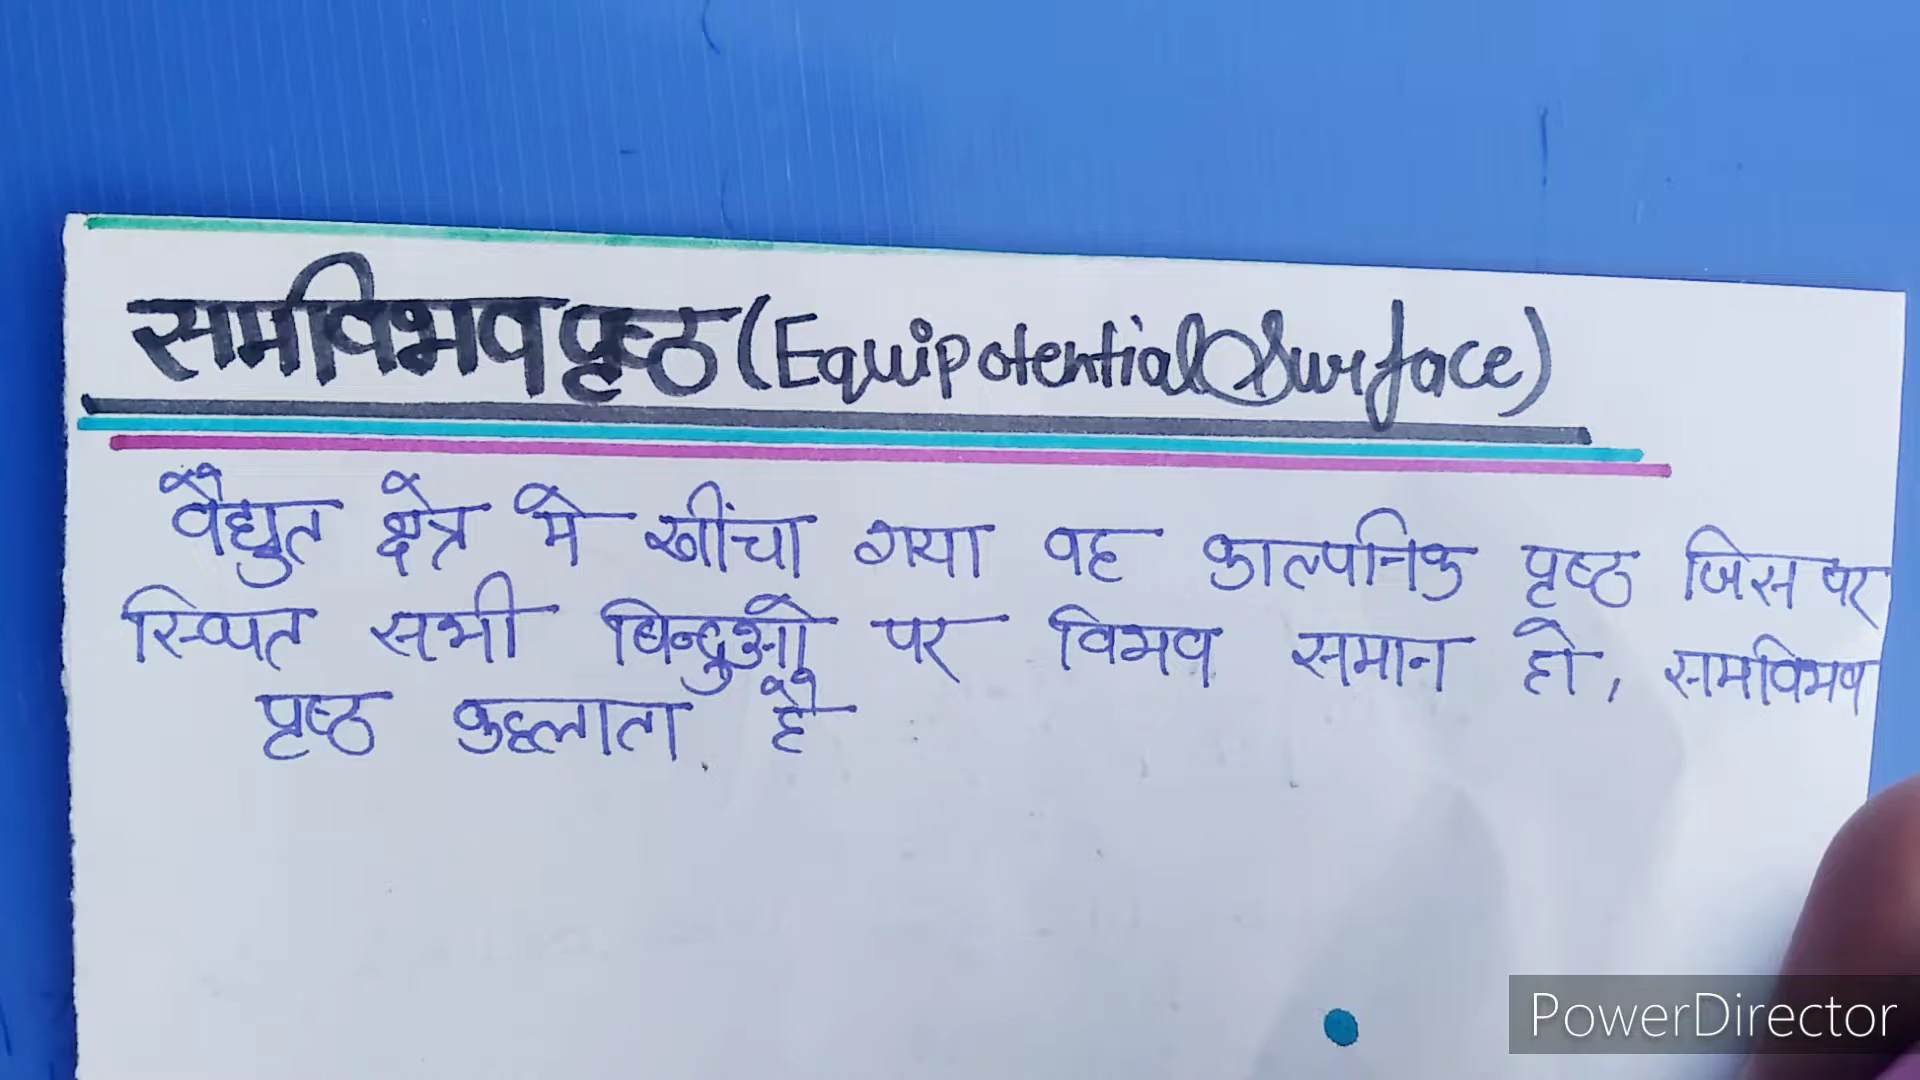 समविभव पृष्ठ (Equipotential Surface)
वैद्युत क्षेत्र मे खींचा गया वह काल्पनिक पृष्ठ जिस पर
स्थित सभी बिन्दुओ पर विभव समान हो, समविभव
पृष्ठ कहलाता है
PowerDirector